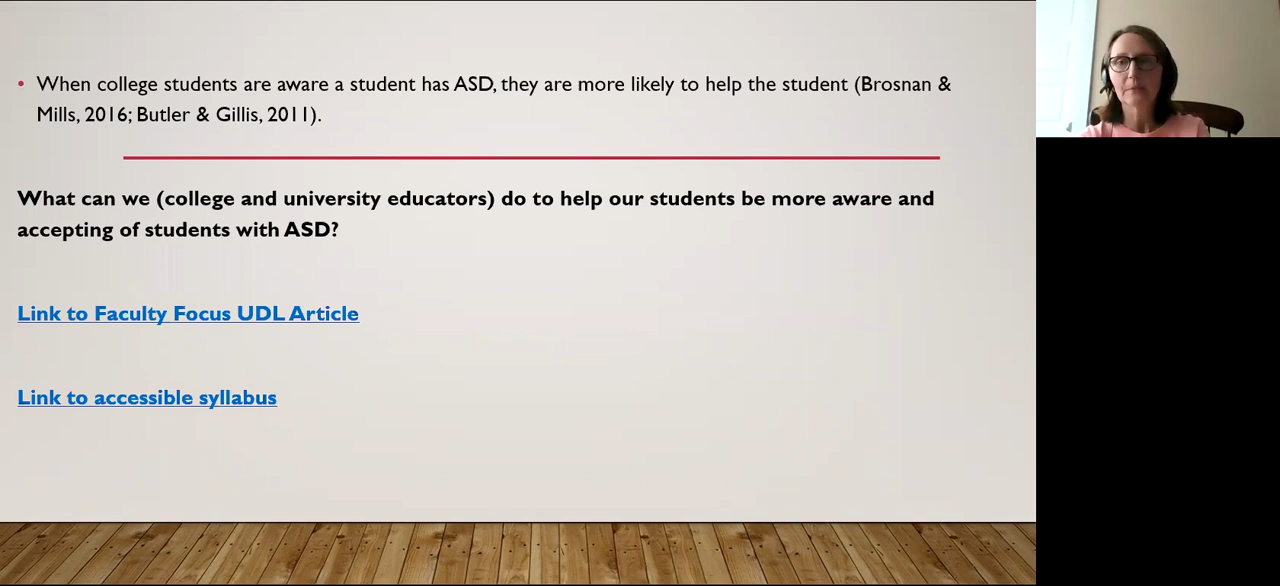 • When college students are aware a student has ASD, they are more likely to help the student (Brosnan &
Mills, 2016; Butler & Gillis, 2011).
What can we (college and university educators) do to help our students be more aware and
accepting of students with ASD?
Link to Faculty Focus UDL Article
Link to accessible syllabus